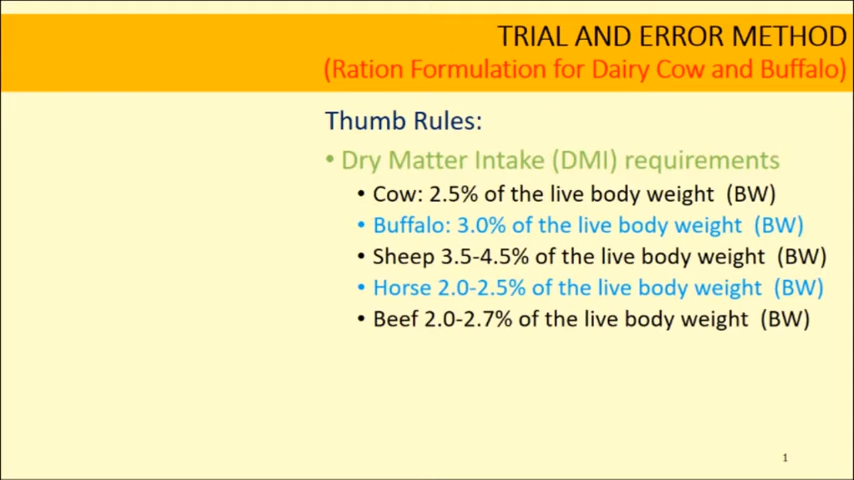 TRIAL AND ERROR METHOD
(Ration Formulation for Dairy Cow and Buffalo)
Thumb Rules:
• Dry Matter Intake (DMI) requirements
• Cow: 2.5% of the live body weight (BW)
• Buffalo: 3.0% of the live body weight (BW)
• Sheep 3.5-4.5% of the live body weight (BW)
• Horse 2.0-2.5% of the live body weight (BW)
• Beef 2.0-2.7% of the live body weight (BW)
1